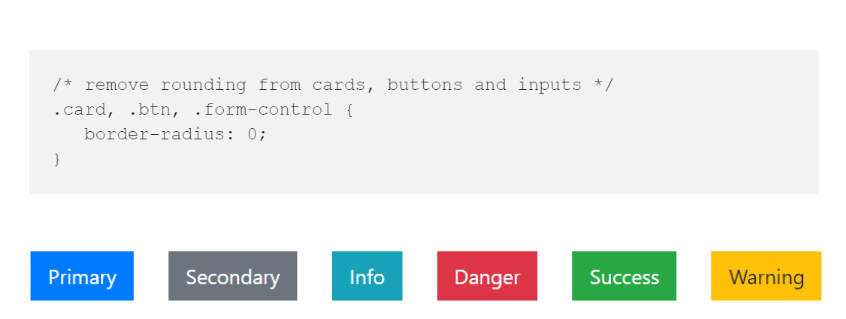 /* remove rounding from cards, buttons and inputs */
.card, .btn, .form-control {
   border-radius: 0;
}
Primary Secondary Info Danger Success Warning